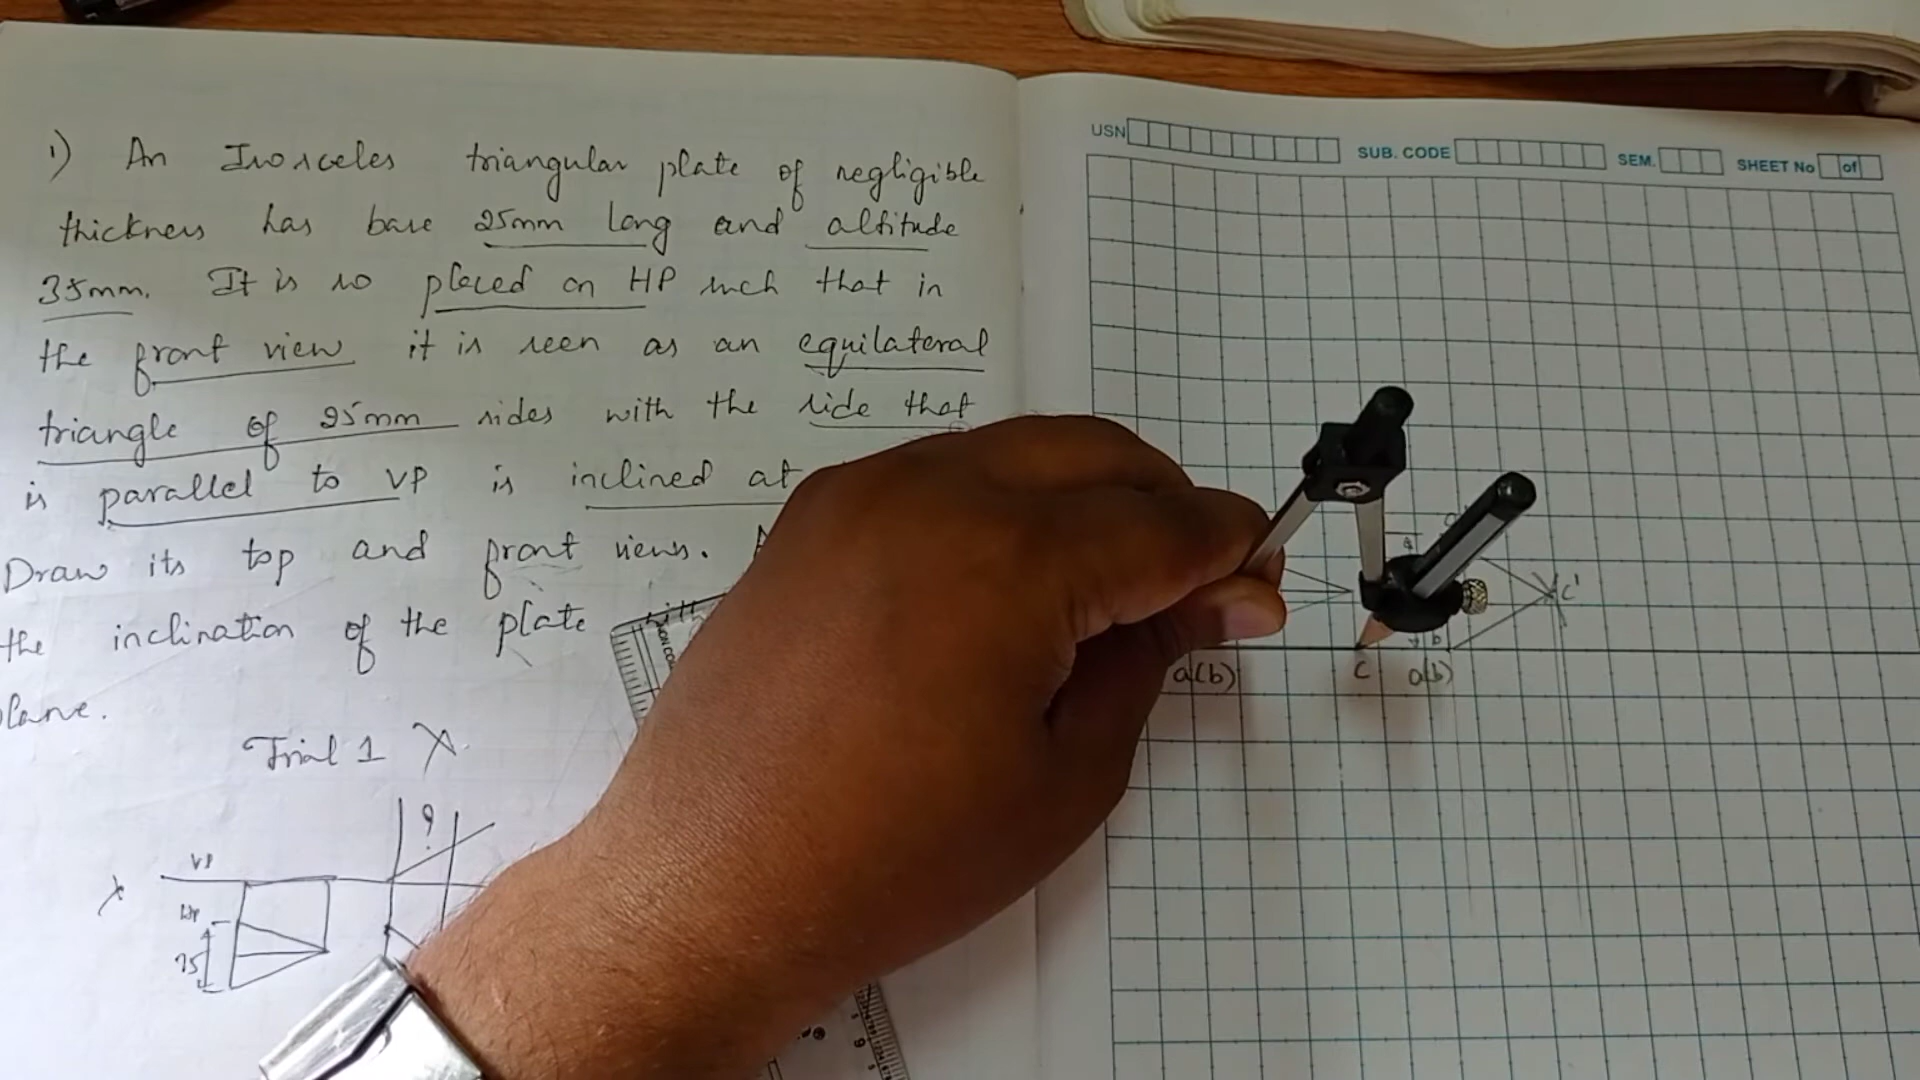 1) An Isosceles triangular plate of negligible
thickness has base 25mm long and altitude
35mm. It is so placed on HP such that in
the front view it is seen as an equilateral
triangle of 25mm sides with the side that
is parallel to VP is inclined at
Draw its top and front views.
the inclination of the plate
plane.
Trial 1 X
VP
X
HP
25
?
USN
SUB. CODE
SEM.
SHEET No of
c'
b
a(b)
c
a(b)